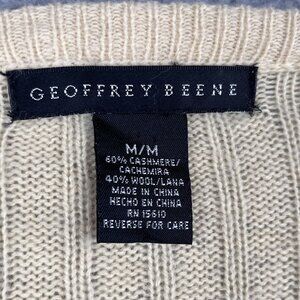 GEOFFREY BEENE
M/M
60% CASHMERE/
CACHEMIRA
40% WOOL/LANA
MADE IN CHINA
HECHO EN CHINA
RN 15610
REVERSE FOR CARE